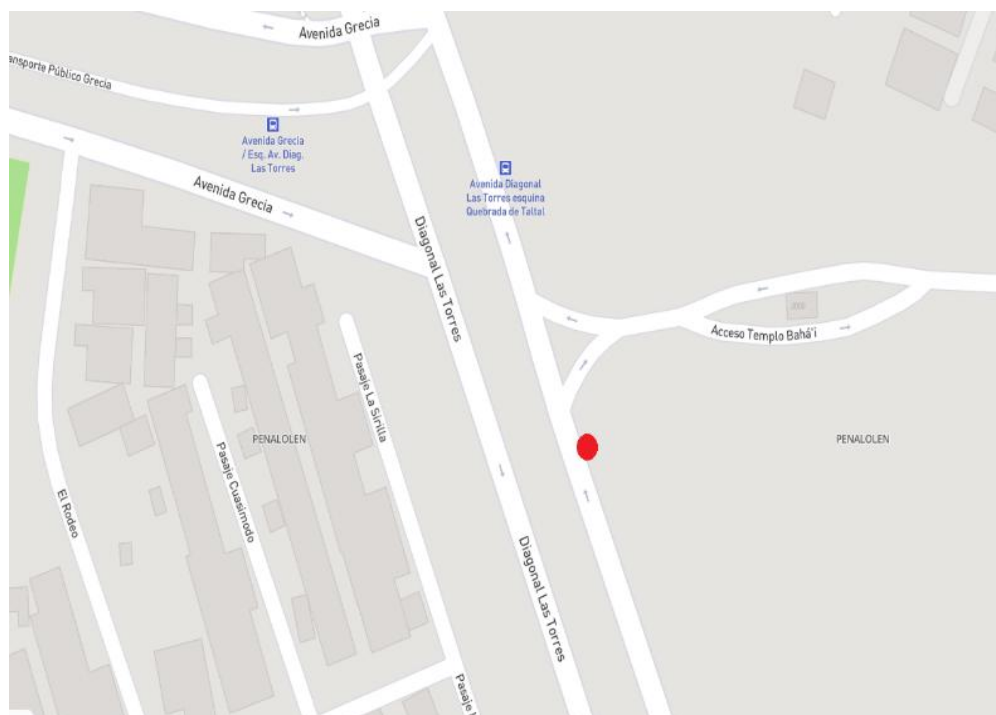 Avenida Grecia
ansporte Público Grecia
Avenida Grecia
/ Esq. Av. Diag.
Las Torres
Avenida Grecia
Avenida Diagonal
Las Torres esquina
Quebrada de Taltal
Diagonal Las Torres
Acceso Templo Bahá'í
Pasaje La Sirilla
PENALOLEN
PENALOLEN
Pasaje Cuasimodo
El Rodeo
Diagonal Las Torres
Pasaje